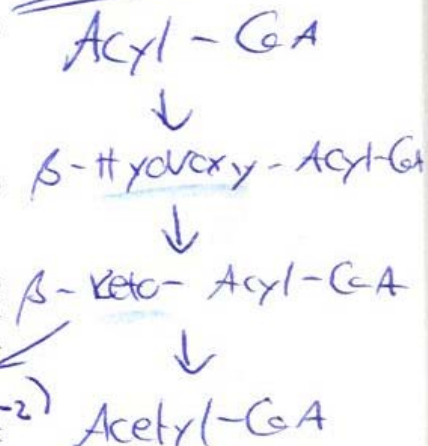 Acyl-CoA
↓
β-Hydroxy-Acyl-CoA
↓
β-Keto-Acyl-CoA
↓
-2)
Acetyl-CoA